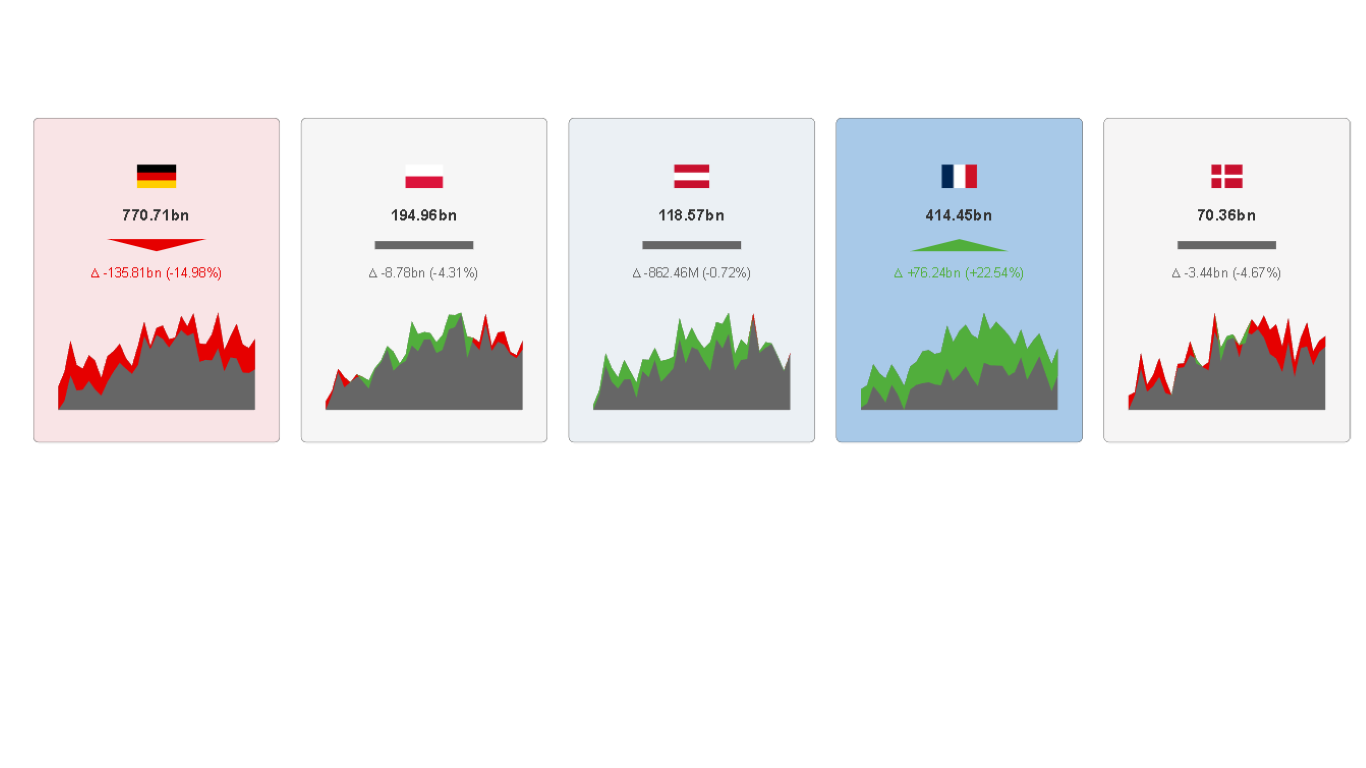 770.71bn
Δ -135.81bn (-14.98%)
194.96bn
Δ -8.78bn (-4.31%)
118.57bn
Δ -862.46M (-0.72%)
414.45bn
Δ +76.24bn (+22.54%)
70.36bn
Δ -3.44bn (-4.67%)